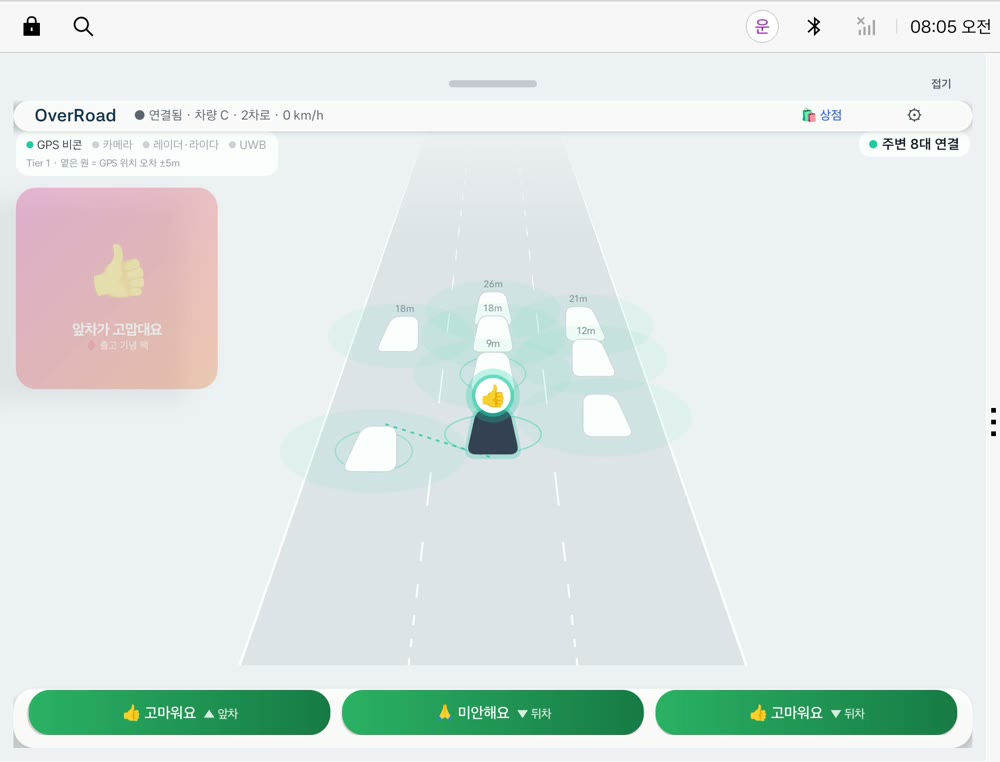 운
08:05 오전
접기
OverRoad 연결됨 · 차량 C · 2차로 · 0 km/h
🛍️ 상점
GPS 비콘 카메라 레이더·라이다 UWB
Tier 1 · 옅은 원 = GPS 위치 오차 ±5m
주변 8대 연결
앞차가 고맙대요
출고 기념 팩
26m
18m
18m
21m
12m
9m
👍 고마워요 ▲ 앞차
🙏 미안해요 ▼ 뒤차
👍 고마워요 ▼ 뒤차